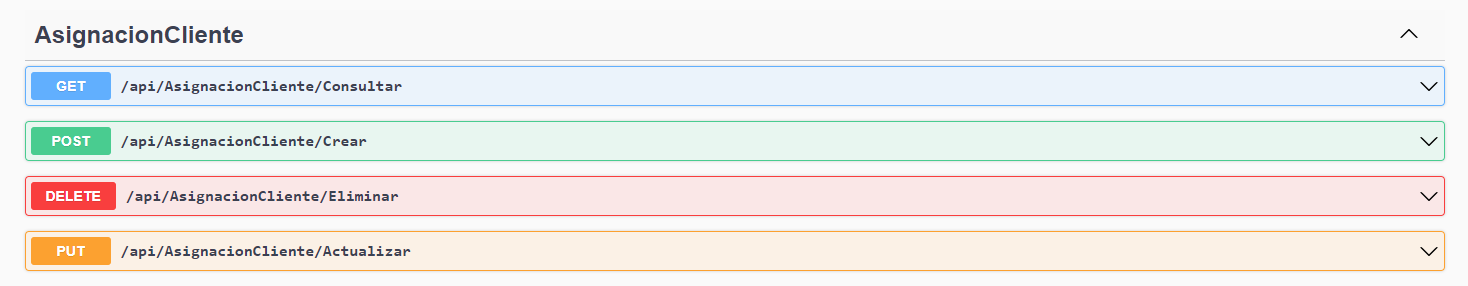 AsignacionCliente
GET /api/AsignacionCliente/Consultar
POST /api/AsignacionCliente/Crear
DELETE /api/AsignacionCliente/Eliminar
PUT /api/AsignacionCliente/Actualizar